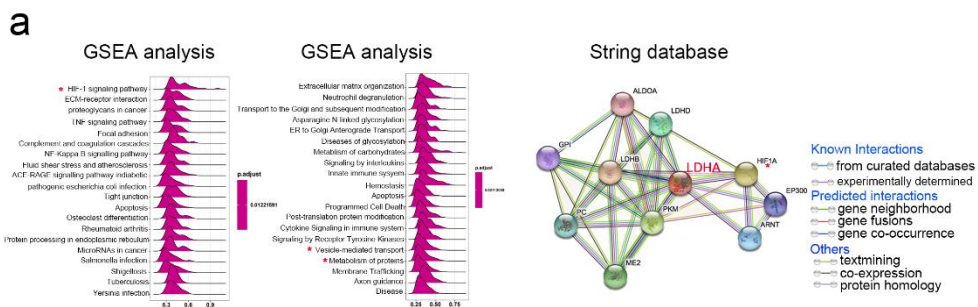 a
GSEA analysis
HIF-1 signaling pathway
ECM-receptor interaction
proteoglycans in cancer
TNF signaling pathway
Focal adhesion
Complement and coagulation cascades
NF-Kappa B signalling pathway
Fluid shear stress and atherosclerosis
ACE-RAGE signalling pathway indiabetic
pathogenic escherichia coli infection
Tight junction
Apoptosis
Osteoclest differentiation
Rheumatoid arthritis
Protein processing in endoplasmic reticulum
MicroRNAs in cancer
Salmonella infection
Shigellosis
Tuberculosis
Yersinis infection
0.3 0.6 0.9
p.adjust
GSEA analysis
Extracellular matrix organization
Neutrophil degranulation
Transport to the Golgi and subsequent modification
Asparagine N linked glycosylation
ER to Golgi Anterograde Transport
Diseases of glycosylation
Metablism of carbohydrates
Signaling by interloukins
Innate immune sysyem
Hemostasis
Apoptosis
Programmed Cell Death
Post-translation protein modification
Cytokine Signaling in immune system
Signaling by Receptor Tyrosine Kinases
Vesicle-mediated transport
Metabolism of proteins
Membrane Trafficking
Axon guidance
Disease
0.25 0.50 0.75
p.adjust
String database
ALDOA
LDHD
GPI
LDHB
LDHA
HIF1A
EP300
PC
PKM
ARNT
ME2
Known Interactions
from curated databases
experimentally determined
Predicted interactions
gene neighborhood
gene fusions
gene co-occurrence
Others
textmining
co-expression
protein homology